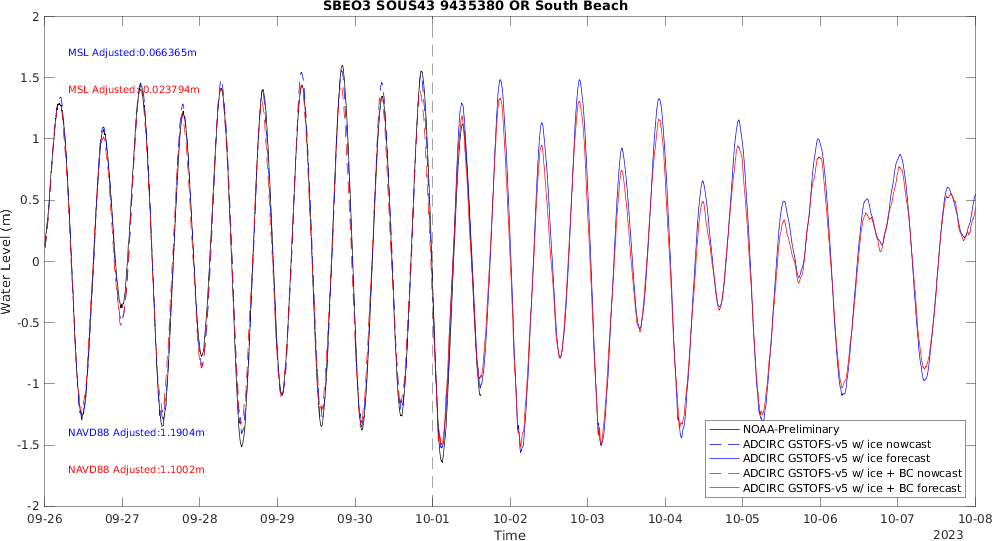 SBEO3 SOUS43 9435380 OR South Beach
Water Level (m)
2
1.5
1
0.5
0
-0.5
-1
-1.5
-2
MSL Adjusted:0.066365m
MSL Adjusted:0.023794m
NAVD88 Adjusted:1.1904m
NAVD88 Adjusted:1.1002m
NOAA-Preliminary
ADCIRC GSTOFS-v5 w/ ice nowcast
ADCIRC GSTOFS-v5 w/ ice forecast
ADCIRC GSTOFS-v5 w/ ice + BC nowcast
ADCIRC GSTOFS-v5 w/ ice + BC forecast
09-26 09-27 09-28 09-29 09-30 10-01 10-02 10-03 10-04 10-05 10-06 10-07 10-08
Time
2023